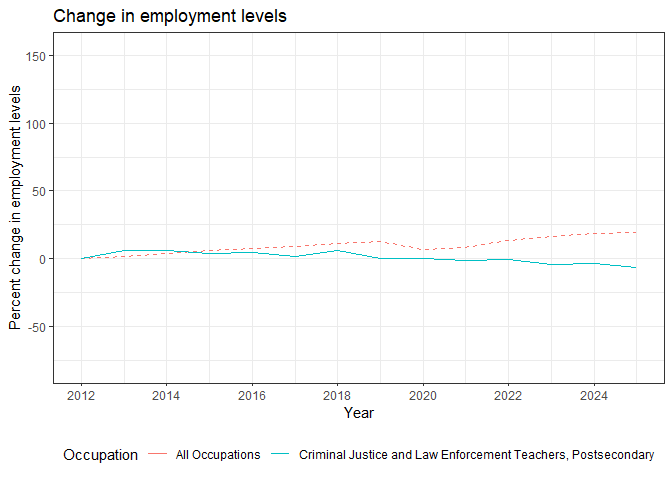 Change in employment levels
Percent change in employment levels
150
100
50
0
-50
2012 2014 2016 2018 2020 2022 2024
Year
Occupation All Occupations Criminal Justice and Law Enforcement Teachers, Postsecondary